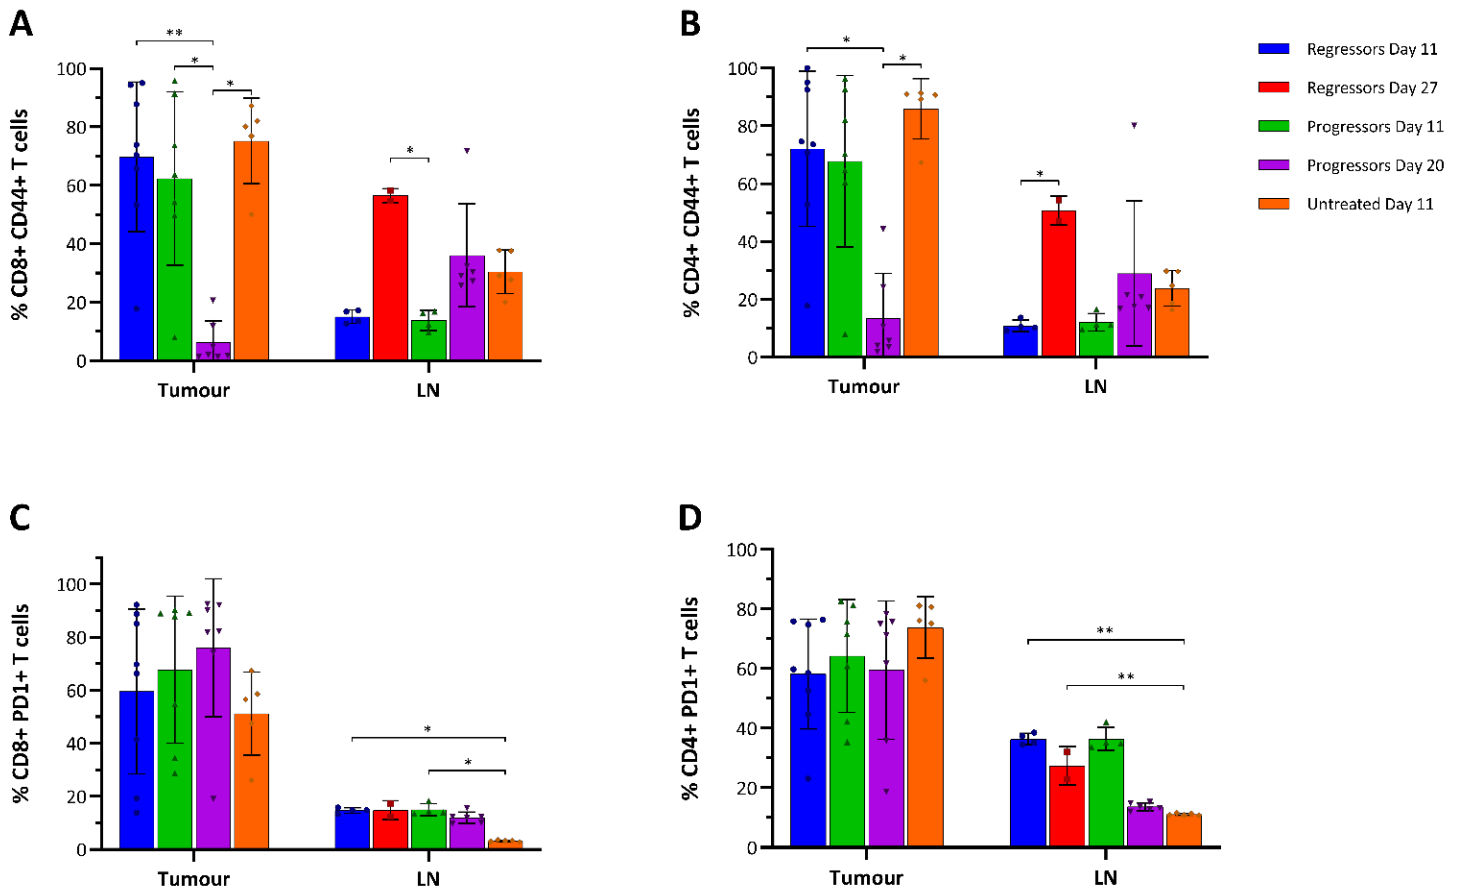 A
% CD8+ CD44+ T cells
100
80
60
40
20
0
**
*
*
*
Tumour
LN
B
% CD4+ CD44+ T cells
100
80
60
40
20
0
*
*
*
Tumour
LN
Regressors Day 11
Regressors Day 27
Progressors Day 11
Progressors Day 20
Untreated Day 11
C
% CD8+ PD1+ T cells
100
80
60
40
20
0
*
*
Tumour
LN
D
% CD4+ PD1+ T cells
100
80
60
40
20
0
**
**
Tumour
LN